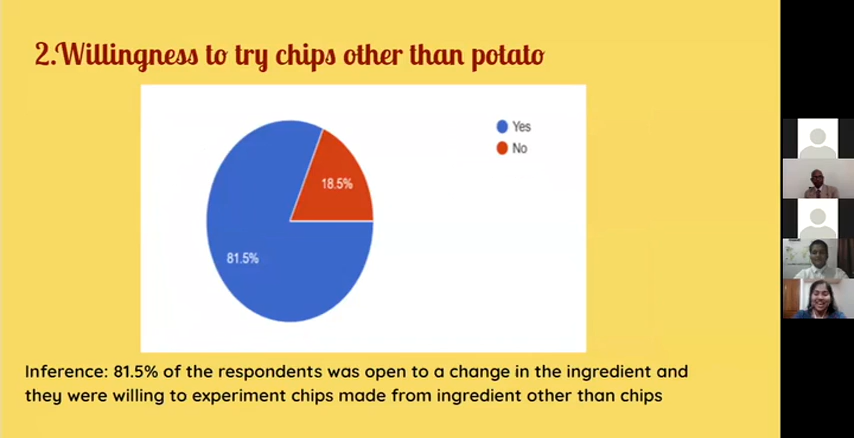 2.Willingness to try chips other than potato
Yes
No
18.5%
81.5%
Inference: 81.5% of the respondents was open to a change in the ingredient and
they were willing to experiment chips made from ingredient other than chips